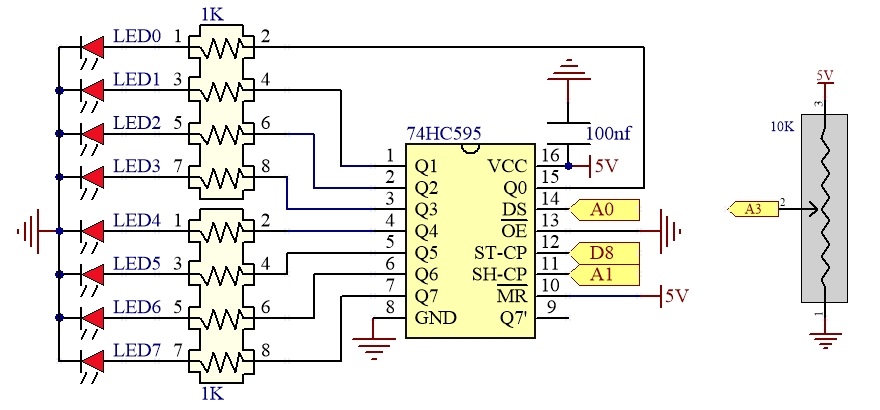 1K
LED0 1 2
LED1 3 4
LED2 5 6
LED3 7 8
LED4 1 2
LED5 3 4
LED6 5 6
LED7 7 8
1K
74HC595
100nf
1 Q1 VCC 16 5V
2 Q2 Q0 15
3 Q3 DS 14 A0
4 Q4 OE 13
5 Q5 ST-CP 12 D8
6 Q6 SH-CP 11 A1
7 Q7 MR 10 5V
8 GND Q7' 9
5V
3
10K
A3 2
1